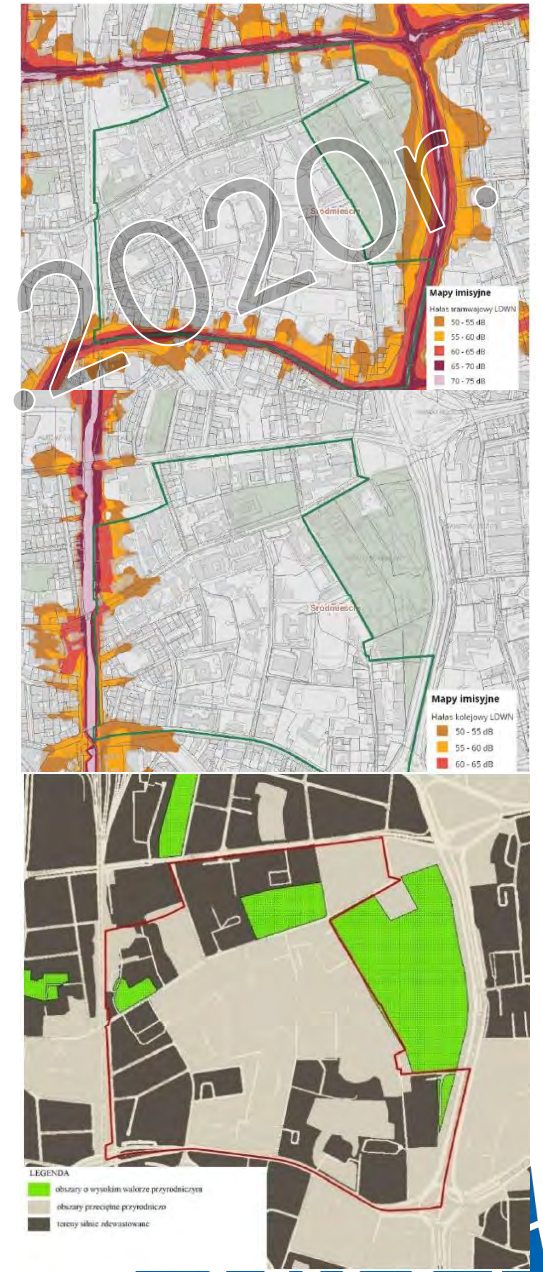 .2020r.
Śródmieście
Mapy imisyjne
Hałas tramwajowy LDWN
50 - 55 dB
55 - 60 dB
60 - 65 dB
65 - 70 dB
70 - 75 dB
Śródmieście
Mapy imisyjne
Hałas kolejowy LDWN
50 - 55 dB
55 - 60 dB
60 - 65 dB
LEGENDA
obszary o wysokim walorze przyrodniczym
obszary przeciętne przyrodniczo
tereny silnie zdewastowane